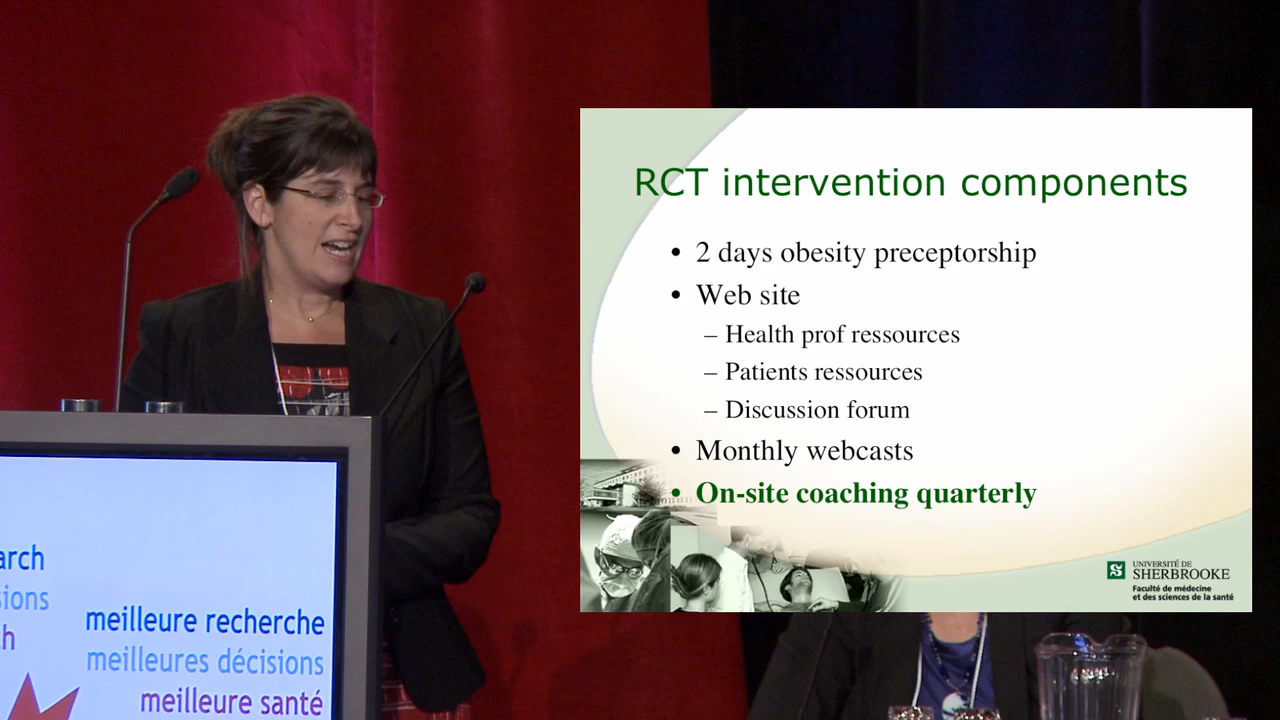 RCT intervention components
• 2 days obesity preceptorship
• Web site
– Health prof ressources
– Patients ressources
– Discussion forum
• Monthly webcasts
• On-site coaching quarterly
UNIVERSITÉ DE
SHERBROOKE
Faculté de médecine
et des sciences de la santé
arch
sions
ch
meilleure recherche
meilleures décisions
meilleure santé